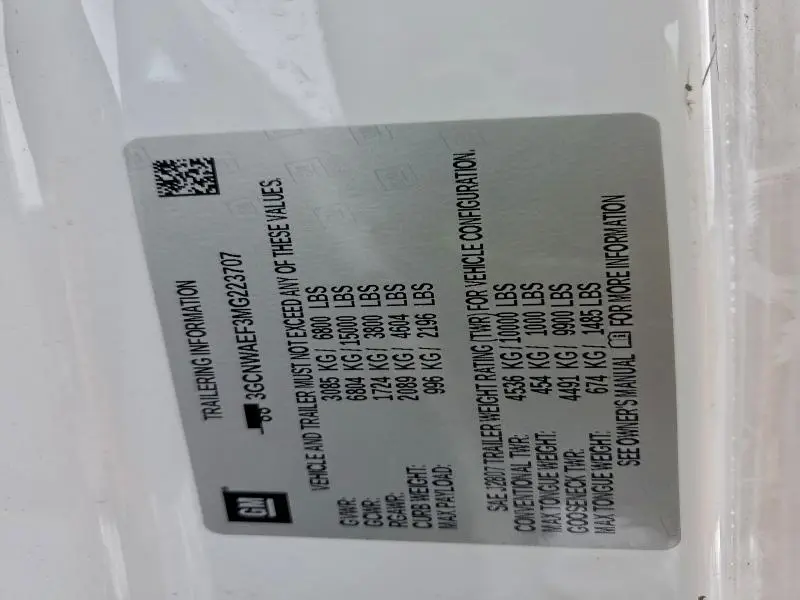 GM
TRAILERING INFORMATION
3GCNWAEF3MG223707
VEHICLE AND TRAILER MUST NOT EXCEED ANY OF THESE VALUES.
GVWR: 3085 KG/ 6800 LBS
GCWR: 6804 KG/ 15000 LBS
RGAWR: 1724 KG/ 3800 LBS
CURB WEIGHT: 2089 KG/ 4604 LBS
MAX PAYLOAD: 996 KG/ 2196 LBS
SAE J2807 TRAILER WEIGHT RATING (TWR) FOR VEHICLE CONFIGURATION.
CONVENTIONAL TWR: 4536 KG/ 10000 LBS
MAX TONGUE WEIGHT: 454 KG/ 1000 LBS
GOOSENECK TWR: 4491 KG/ 9900 LBS
MAX TONGUE WEIGHT: 674 KG/ 1485 LBS
SEE OWNER'S MANUAL FOR MORE INFORMATION